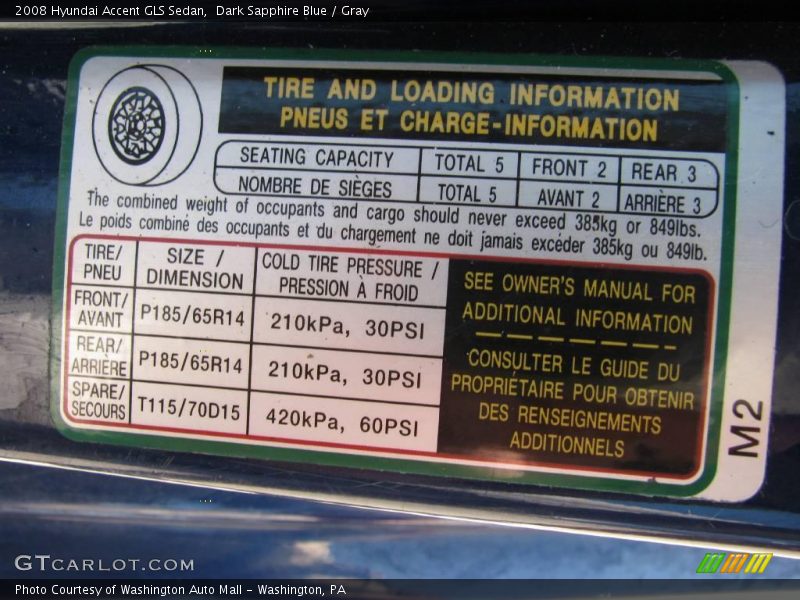 2008 Hyundai Accent GLS Sedan,  Dark Sapphire Blue / Gray
TIRE AND LOADING INFORMATION
PNEUS ET CHARGE-INFORMATION
SEATING CAPACITY TOTAL 5 FRONT 2 REAR 3
NOMBRE DE SIÈGES TOTAL 5 AVANT 2 ARRIÈRE 3
The combined weight of occupants and cargo should never exceed 385kg or 849lbs.
Le poids combiné des occupants et du chargement ne doit jamais excéder 385kg ou 849lb.
TIRE/
PNEU
SIZE /
DIMENSION
COLD TIRE PRESSURE /
PRESSION À FROID
FRONT/
AVANT
P185/65R14
210kPa, 30PSI
REAR/
ARRIÈRE
P185/65R14
210kPa, 30PSI
SPARE/
SECOURS
T115/70D15
420kPa, 60PSI
SEE OWNER'S MANUAL FOR
ADDITIONAL INFORMATION
CONSULTER LE GUIDE DU
PROPRIÉTAIRE POUR OBTENIR
DES RENSEIGNEMENTS
ADDITIONNELS
M2
GTCARLOT.COM
Photo Courtesy of Washington Auto Mall - Washington, PA